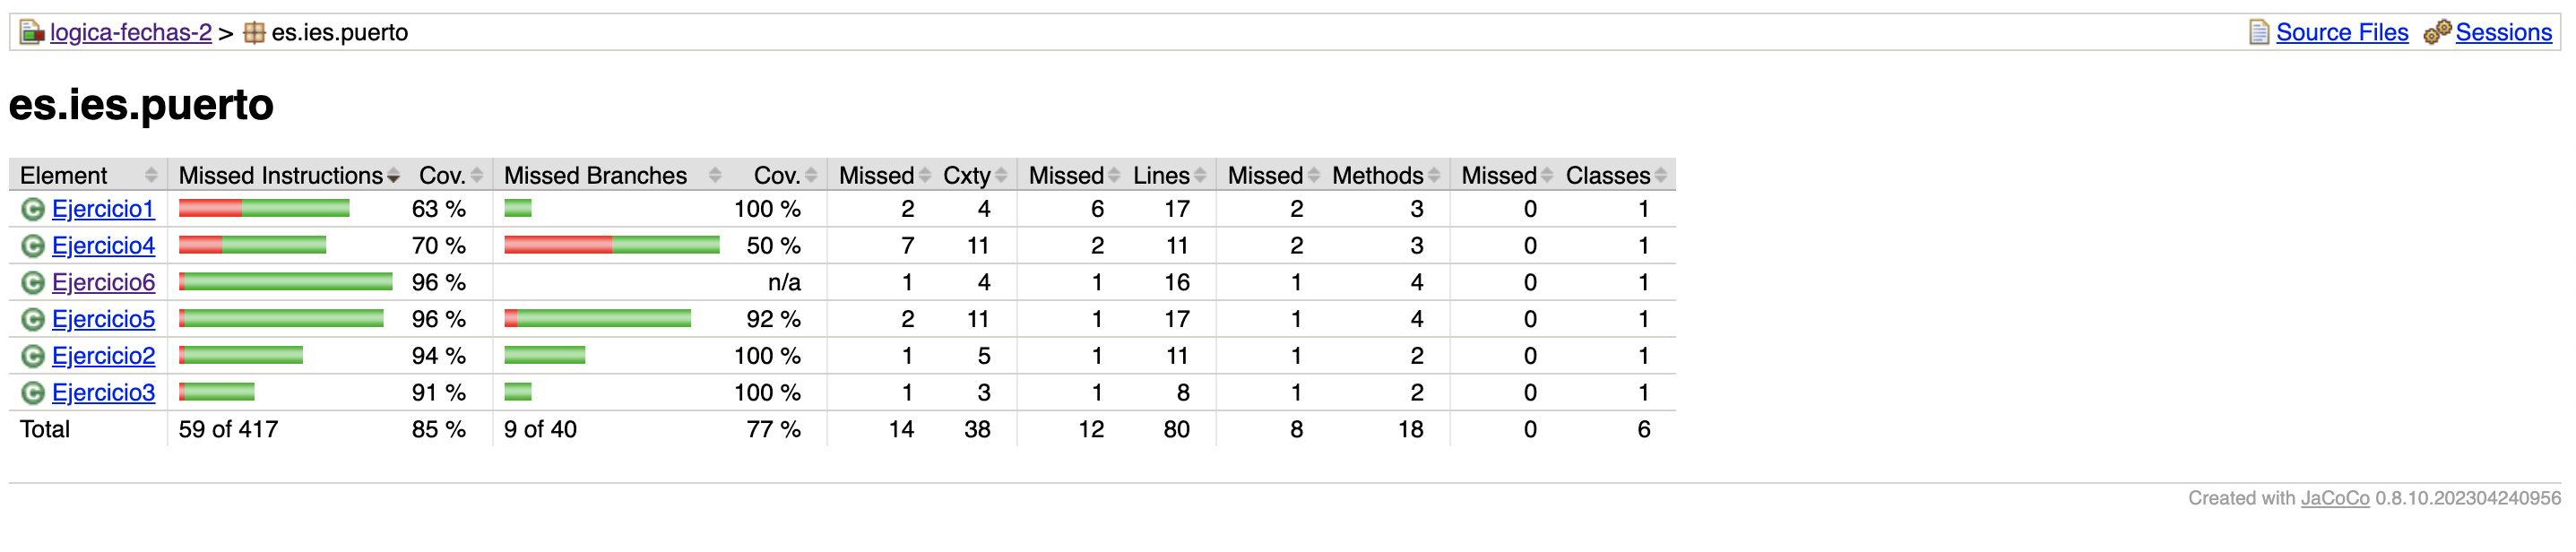 logica-fechas-2 > es.ies.puerto Source Files Sessions
es.ies.puerto
Element Missed Instructions Cov. Missed Branches Cov. Missed Cxty Missed Lines Missed Methods Missed Classes
Ejercicio1 63 % 100 % 2 4 6 17 2 3 0 1
Ejercicio4 70 % 50 % 7 11 2 11 2 3 0 1
Ejercicio6 96 % n/a 1 4 1 16 1 4 0 1
Ejercicio5 96 % 92 % 2 11 1 17 1 4 0 1
Ejercicio2 94 % 100 % 1 5 1 11 1 2 0 1
Ejercicio3 91 % 100 % 1 3 1 8 1 2 0 1
Total 59 of 417 85 % 9 of 40 77 % 14 38 12 80 8 18 0 6
Created with JaCoCo 0.8.10.202304240956